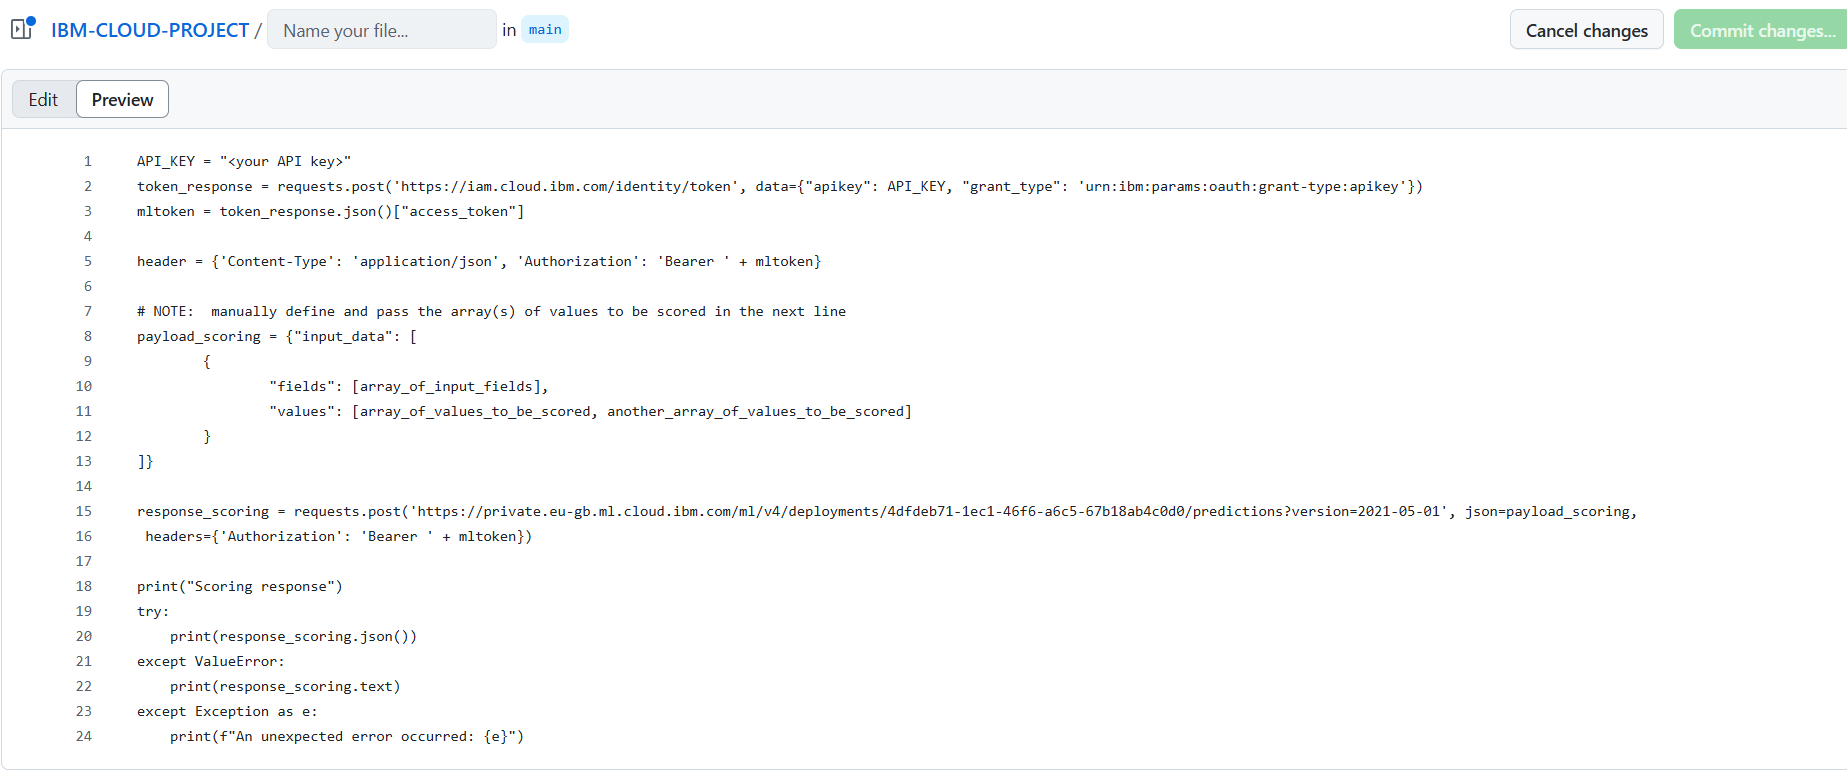 IBM-CLOUD-PROJECT / Name your file... in main Cancel changes Commit changes...
Edit Preview
1 API_KEY = "<your API key>"
2 token_response = requests.post('https://iam.cloud.ibm.com/identity/token', data={"apikey": API_KEY, "grant_type": 'urn:ibm:params:oauth:grant-type:apikey'})
3 mltoken = token_response.json()["access_token"]
4
5 header = {'Content-Type': 'application/json', 'Authorization': 'Bearer ' + mltoken}
6
7 # NOTE:  manually define and pass the array(s) of values to be scored in the next line
8 payload_scoring = {"input_data": [
9         {
10                 "fields": [array_of_input_fields],
11                 "values": [array_of_values_to_be_scored, another_array_of_values_to_be_scored]
12         }
13 ]}
14
15 response_scoring = requests.post('https://private.eu-gb.ml.cloud.ibm.com/ml/v4/deployments/4dfdeb71-1ec1-46f6-a6c5-67b18ab4c0d0/predictions?version=2021-05-01', json=payload_scoring,
16  headers={'Authorization': 'Bearer ' + mltoken})
17
18 print("Scoring response")
19 try:
20     print(response_scoring.json())
21 except ValueError:
22     print(response_scoring.text)
23 except Exception as e:
24     print(f"An unexpected error occurred: {e}")